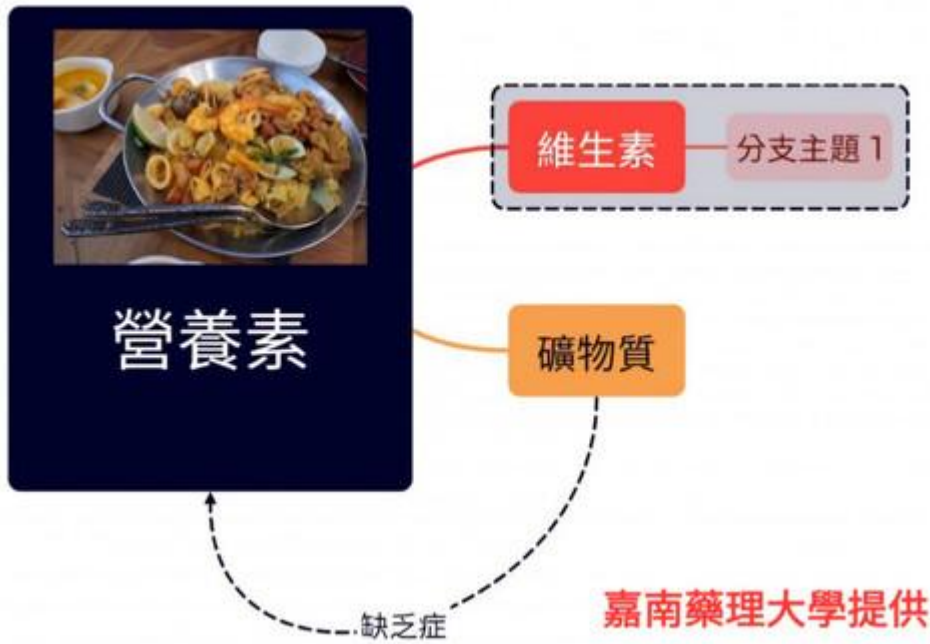 維生素
分支主題 1
營養素
礦物質
缺乏症
嘉南藥理大學提供